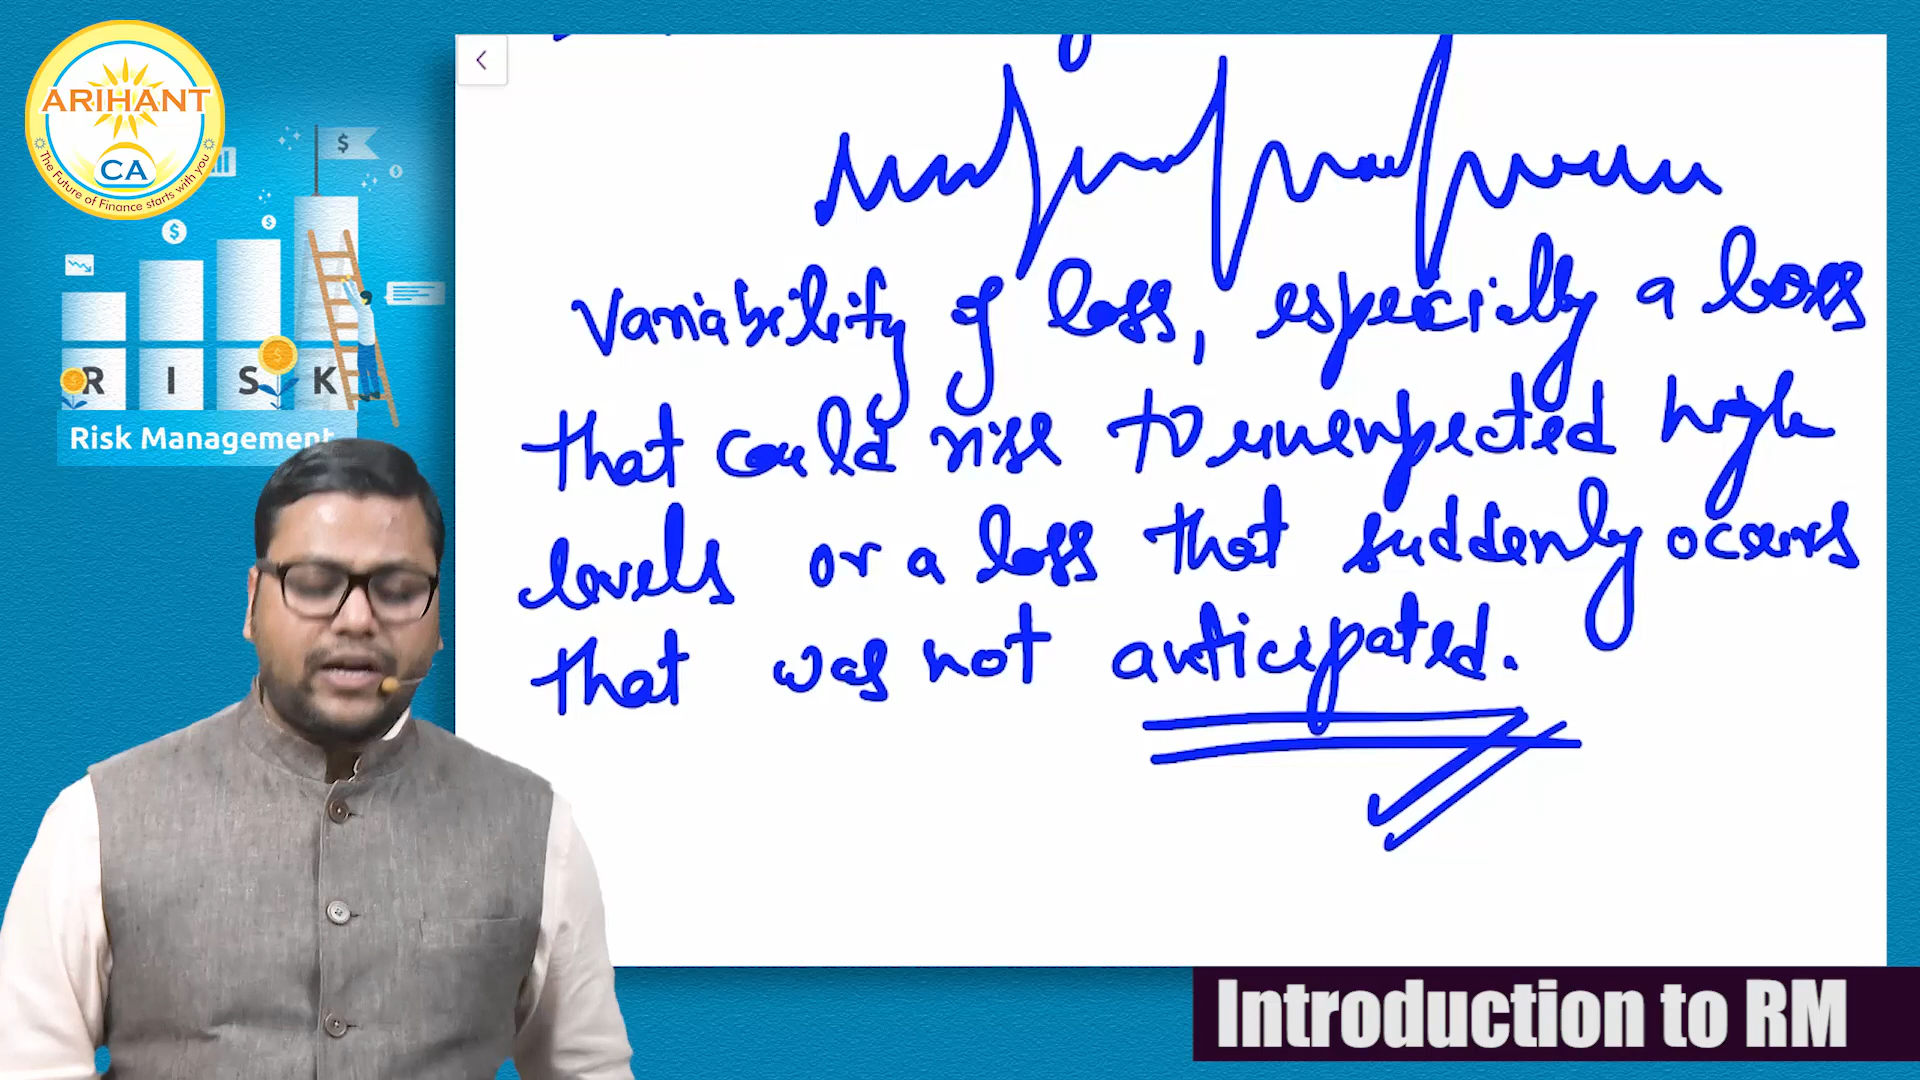 ARIHANT
CA
The Future of Finance starts with you
$
$
$
$
$
R I S K
Risk Management
variability of loss, especially a loss
that could rise to unexpected high
levels or a loss that suddenly occurs
that was not anticipated.
Introduction to RM